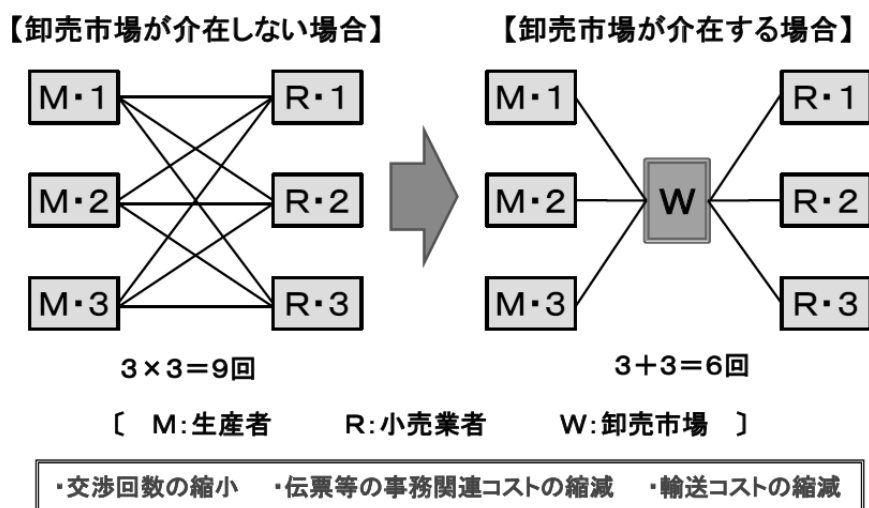 【卸売市場が介在しない場合】
【卸売市場が介在する場合】
M・1
R・1
M・2
R・2
M・3
R・3
M・1
R・1
M・2
W
R・2
M・3
R・3
3×3=9回
3+3=6回
〔 M:生産者 R:小売業者 W:卸売市場 〕
・交渉回数の縮小 ・伝票等の事務関連コストの縮減 ・輸送コストの縮減